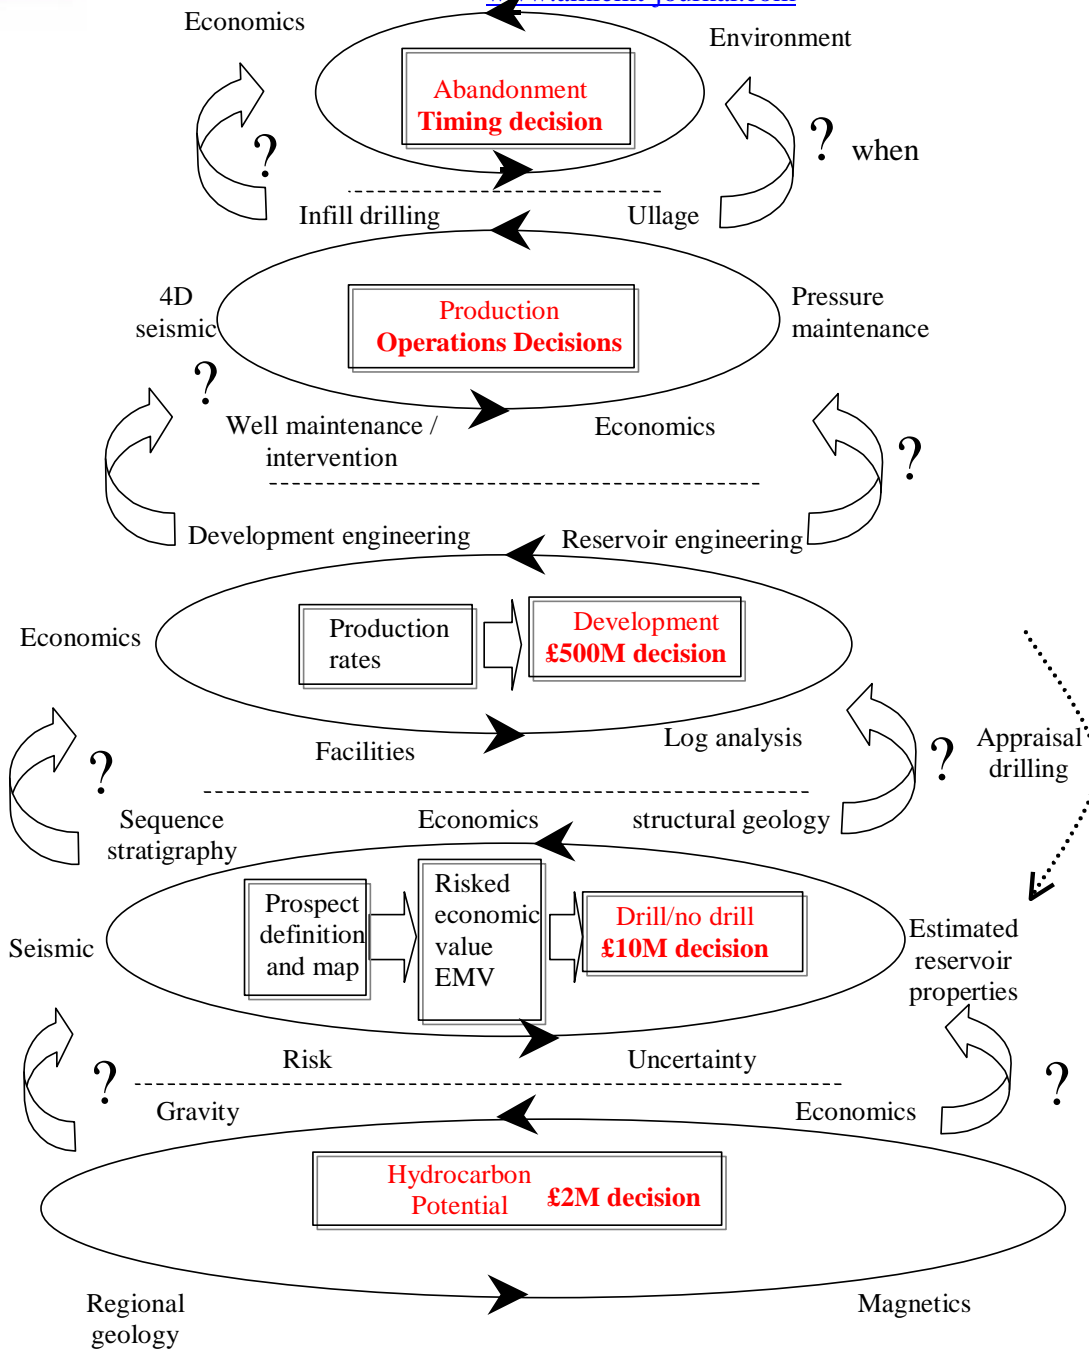 Economics
Environment
Abandonment
Timing decision
?
? when
Infill drilling
Ullage
4D
seismic
Production
Operations Decisions
Pressure
maintenance
?
Well maintenance /
intervention
Economics
?
Development engineering
Reservoir engineering
Economics
Production
rates
Development
£500M decision
Facilities
Log analysis
?
?
Appraisal
drilling
Sequence
stratigraphy
Economics
structural geology
Seismic
Prospect
definition
and map
Risked
economic
value
EMV
Drill/no drill
£10M decision
Estimated
reservoir
properties
Risk
Uncertainty
?
?
Gravity
Economics
Hydrocarbon
Potential
£2M decision
Regional
geology
Magnetics